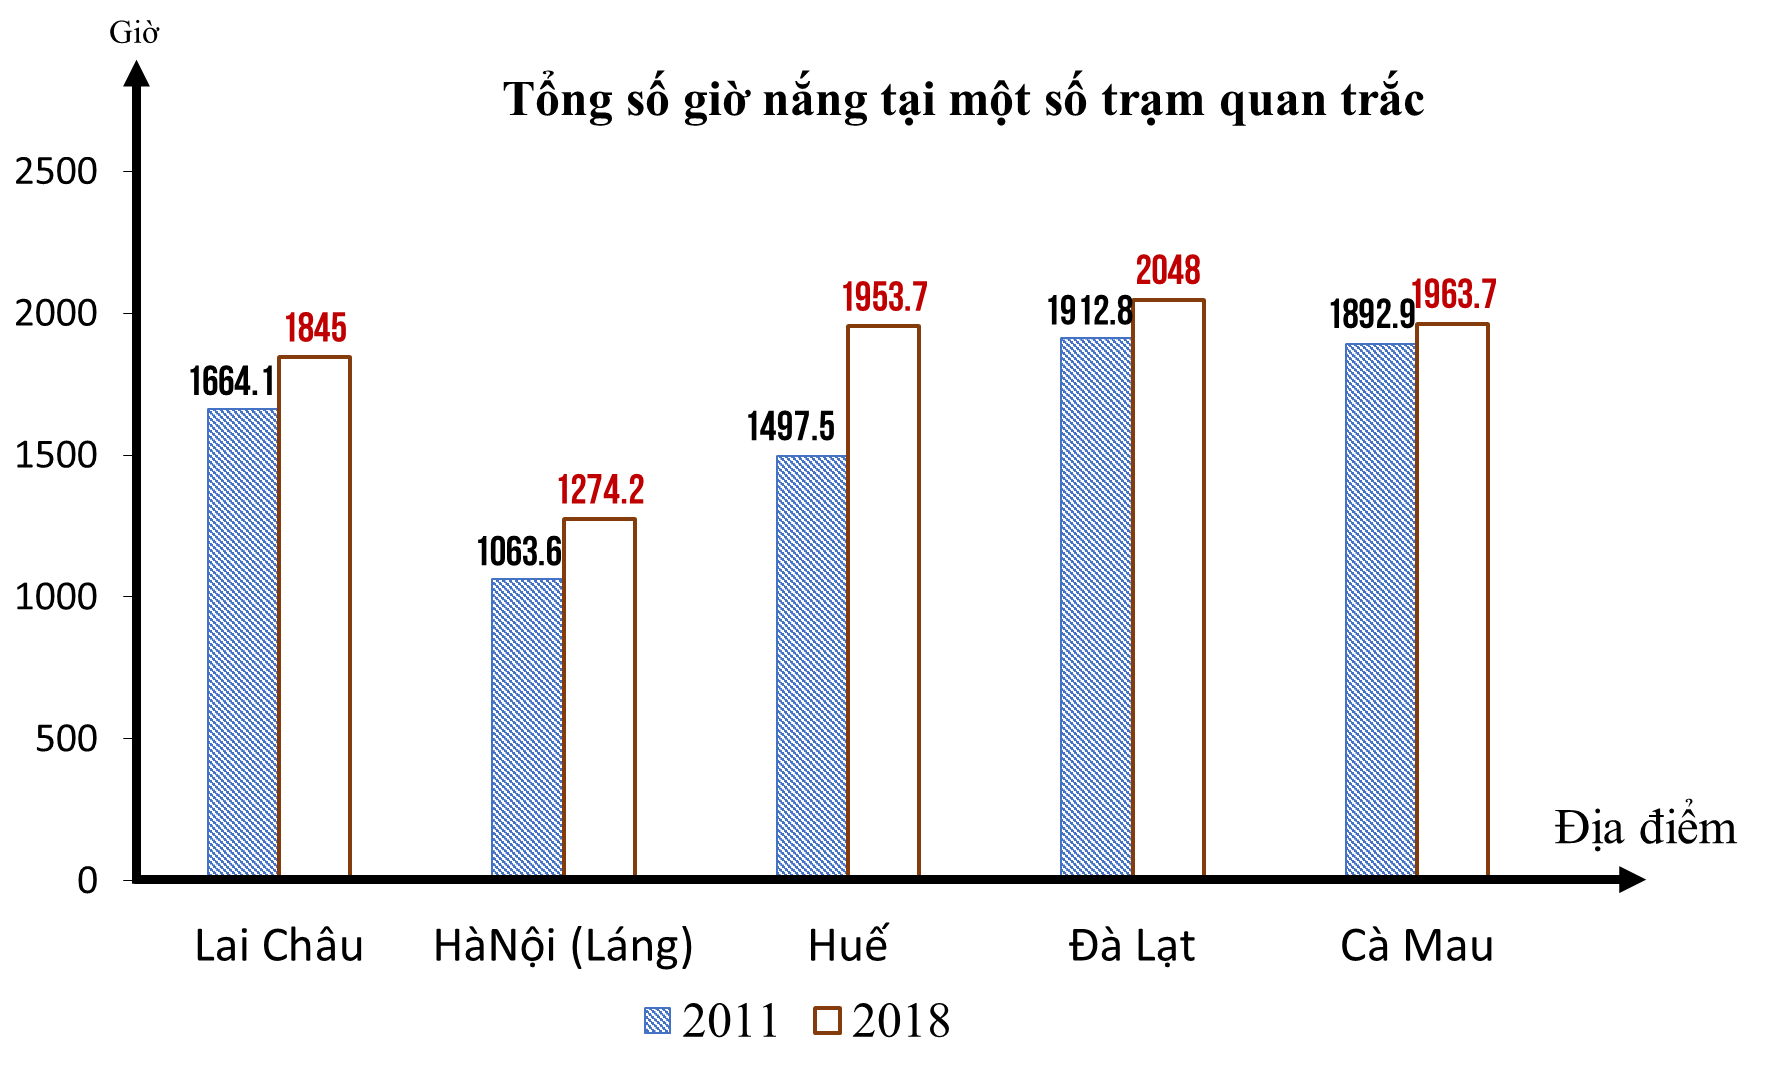 Giờ
Tổng số giờ nắng tại một số trạm quan trắc
2500
2000
1500
1000
500
0
1664.1
1845
1063.6
1274.2
1497.5
1953.7
1912.8
2048
1892.9
1963.7
Địa điểm
Lai Châu
HàNội (Láng)
Huế
Đà Lạt
Cà Mau
2011
2018